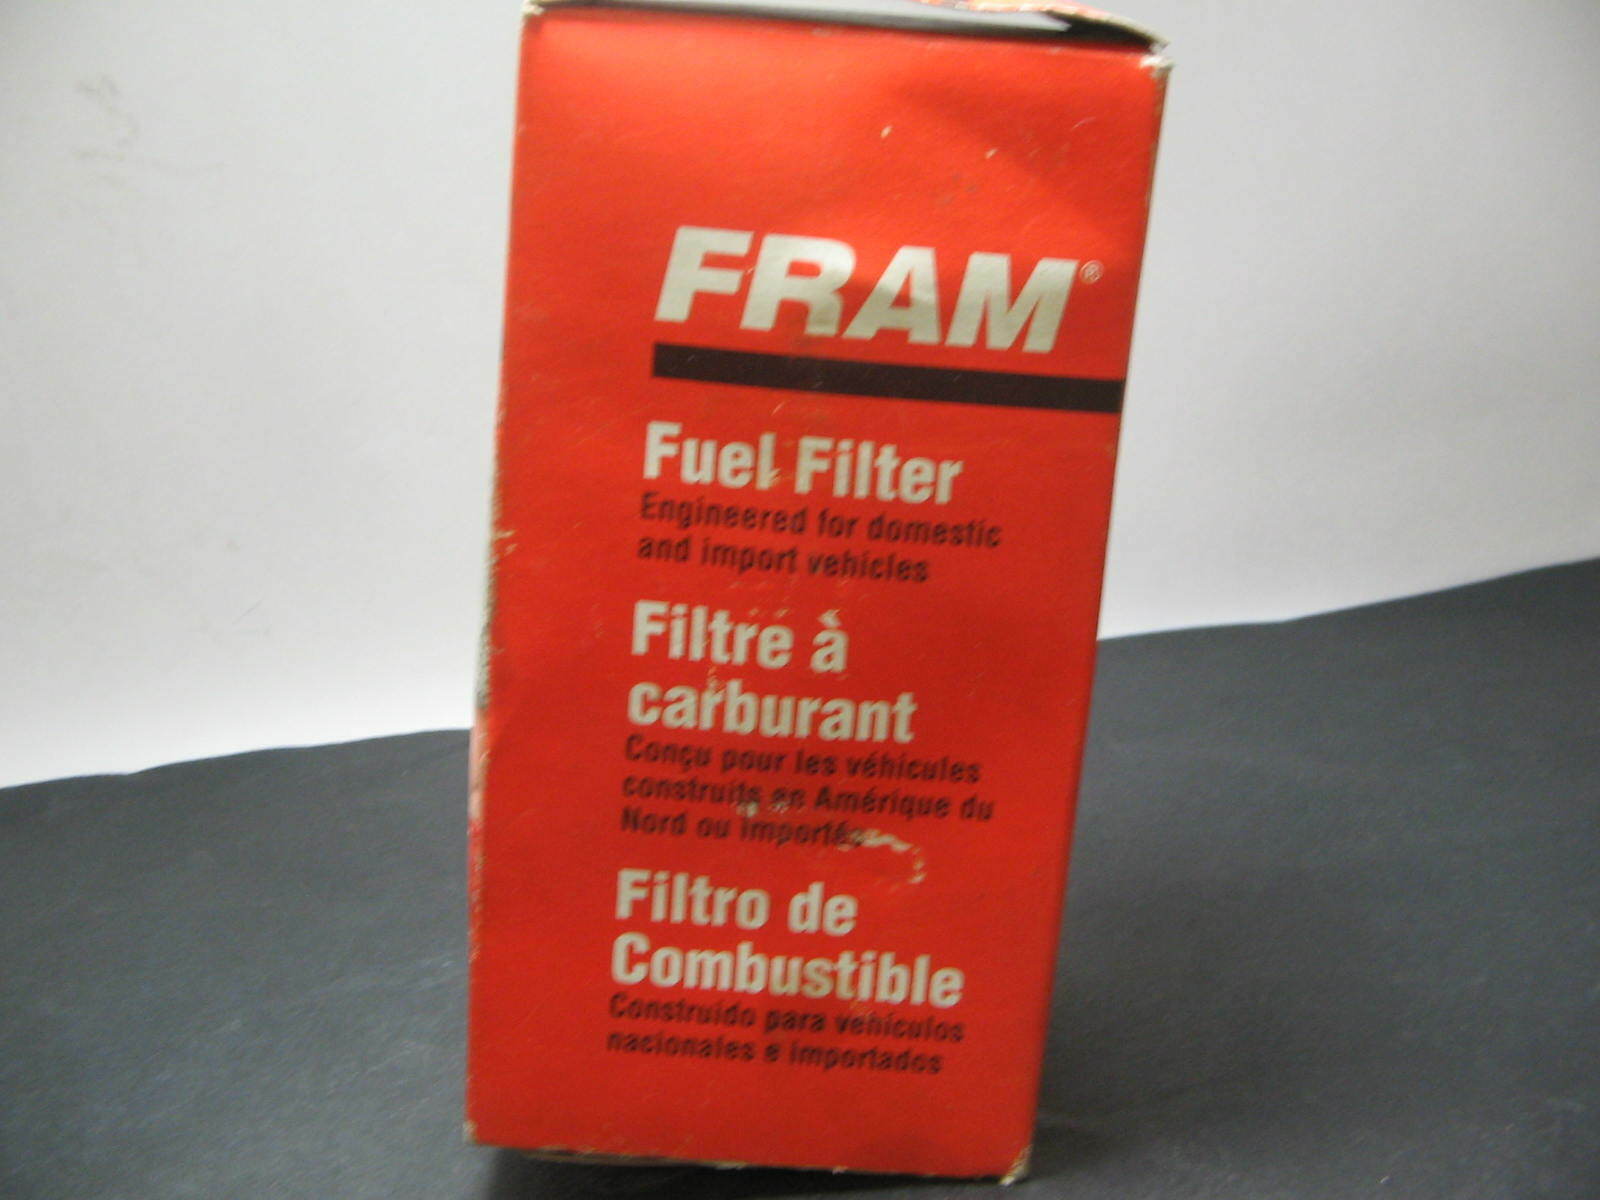 FRAM®
Fuel Filter
Engineered for domestic
and import vehicles
Filtre à
carburant
Conçu pour les véhicules
construits en Amérique du
Nord ou importés
Filtro de
Combustible
Construido para vehiculos
nacionales e importados